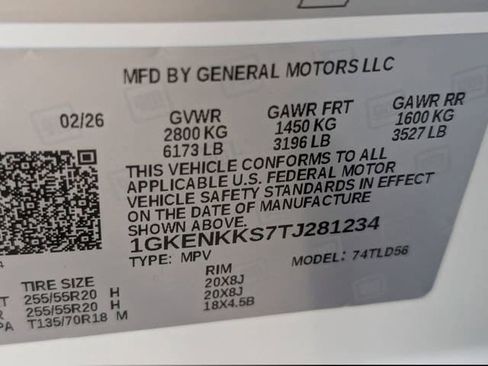 MFD BY GENERAL MOTORS LLC
02/26 GVWR GAWR FRT GAWR RR
2800 KG 1450 KG 1600 KG
6173 LB 3196 LB 3527 LB
THIS VEHICLE CONFORMS TO ALL
APPLICABLE U.S. FEDERAL MOTOR
VEHICLE SAFETY STANDARDS IN EFFECT
ON THE DATE OF MANUFACTURE
SHOWN ABOVE.
1GKENKKS7TJ281234
TYPE: MPV MODEL: 74TLD56
TIRE SIZE RIM
255/55R20 H 20X8J
255/55R20 H 20X8J
T135/70R18 M 18X4.5B